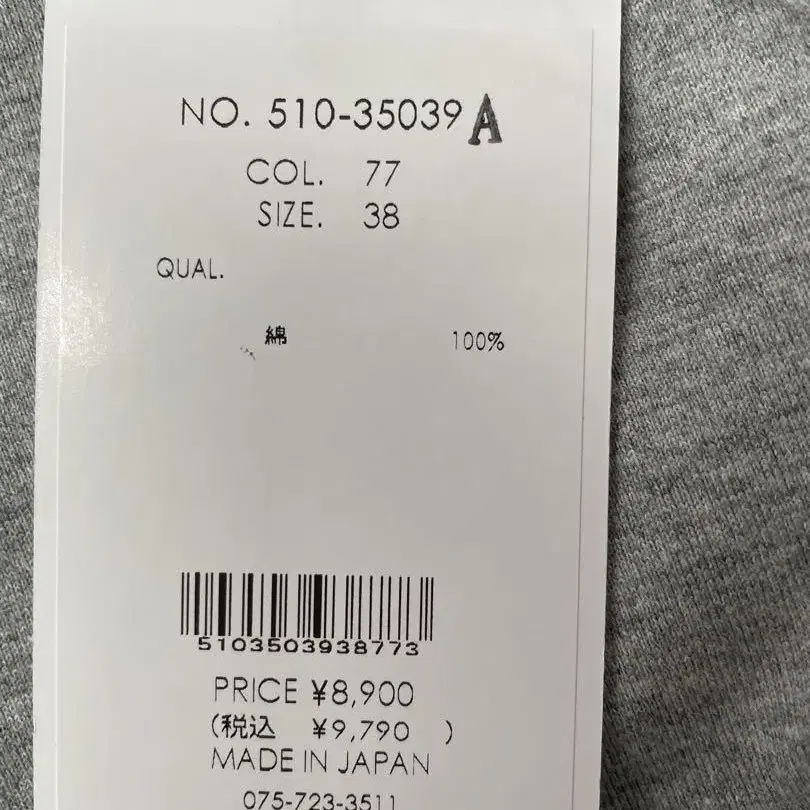 NO. 510-35039 A
COL. 77
SIZE. 38
QUAL.
綿 100%
5103503938773
PRICE ¥8,900
(税込 ¥9,790 )
MADE IN JAPAN
075-723-3511